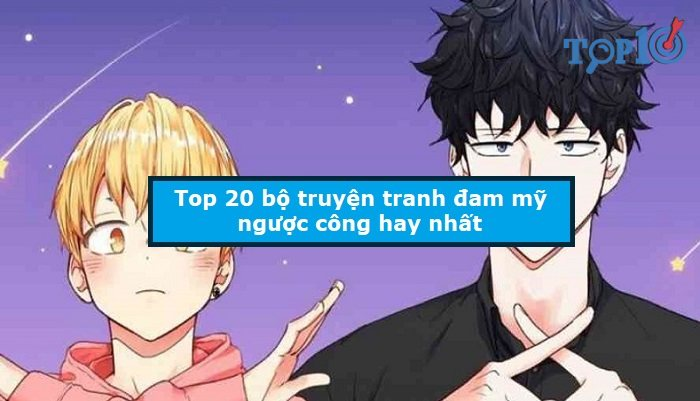 TOP10
Top 20 bộ truyện tranh đam mỹ
ngược công hay nhất